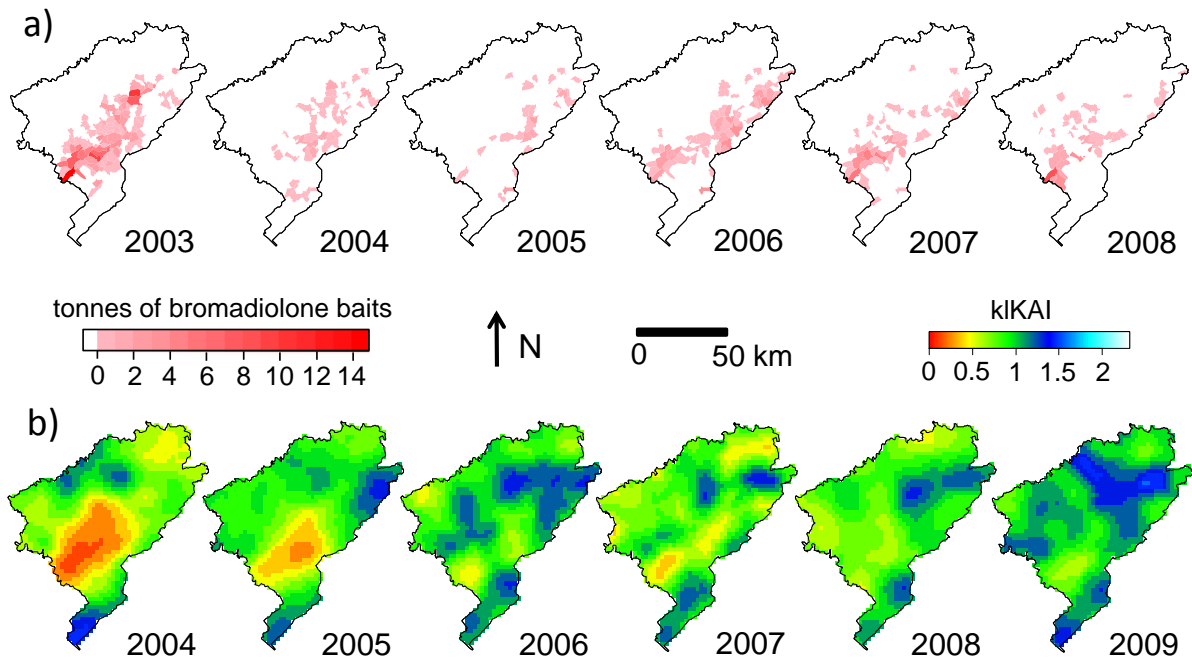 a)
2003 2004 2005 2006 2007 2008
tonnes of bromadiolone baits
0 2 4 6 8 10 12 14
N
0 50 km
klKAI
0 0.5 1 1.5 2
b)
2004 2005 2006 2007 2008 2009